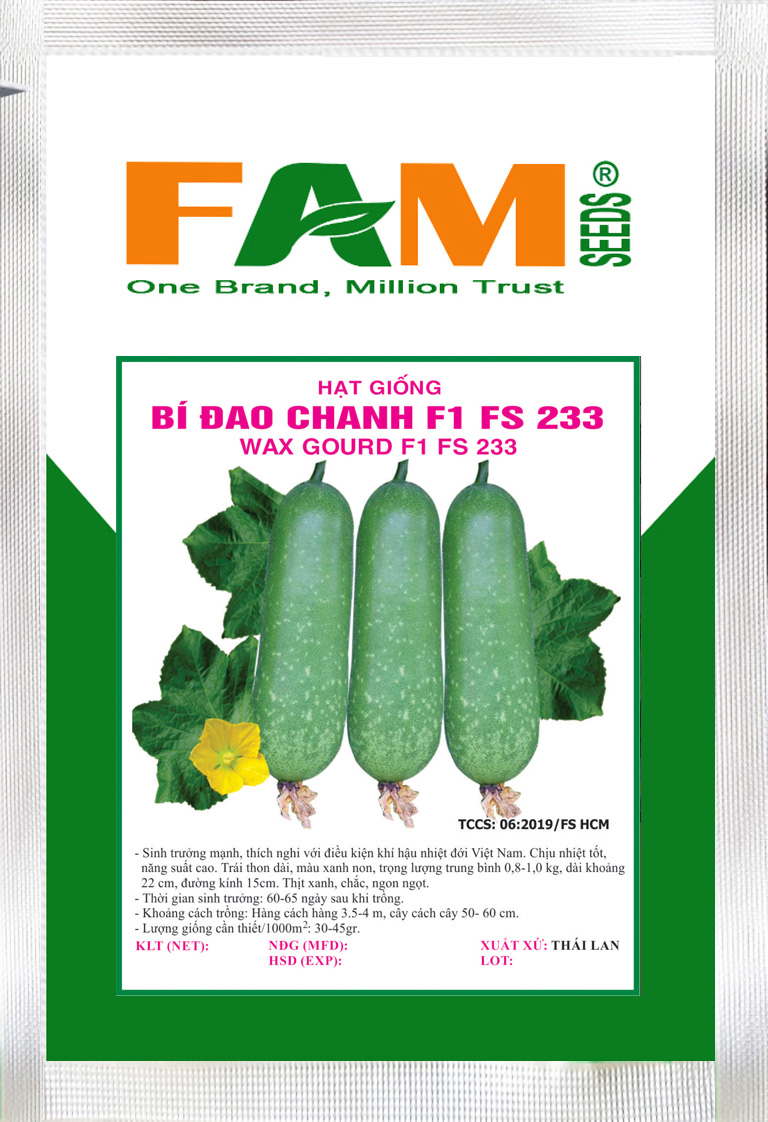 FAM SEEDS®
One Brand, Million Trust
HẠT GIỐNG
BÍ ĐAO CHANH F1 FS 233
WAX GOURD F1 FS 233
TCCS: 06:2019/FS HCM
- Sinh trưởng mạnh, thích nghi với điều kiện khí hậu nhiệt đới Việt Nam. Chịu nhiệt tốt,
năng suất cao. Trái thon dài, màu xanh non, trọng lượng trung bình 0,8-1,0 kg, dài khoảng
22 cm, đường kính 15cm. Thịt xanh, chắc, ngon ngọt.
- Thời gian sinh trưởng: 60-65 ngày sau khi trồng.
- Khoảng cách trồng: Hàng cách hàng 3.5-4 m, cây cách cây 50- 60 cm.
- Lượng giống cần thiết/1000m²: 30-45gr.
KLT (NET): NĐG (MFD): XUẤT XỨ: THÁI LAN
HSD (EXP): LOT: